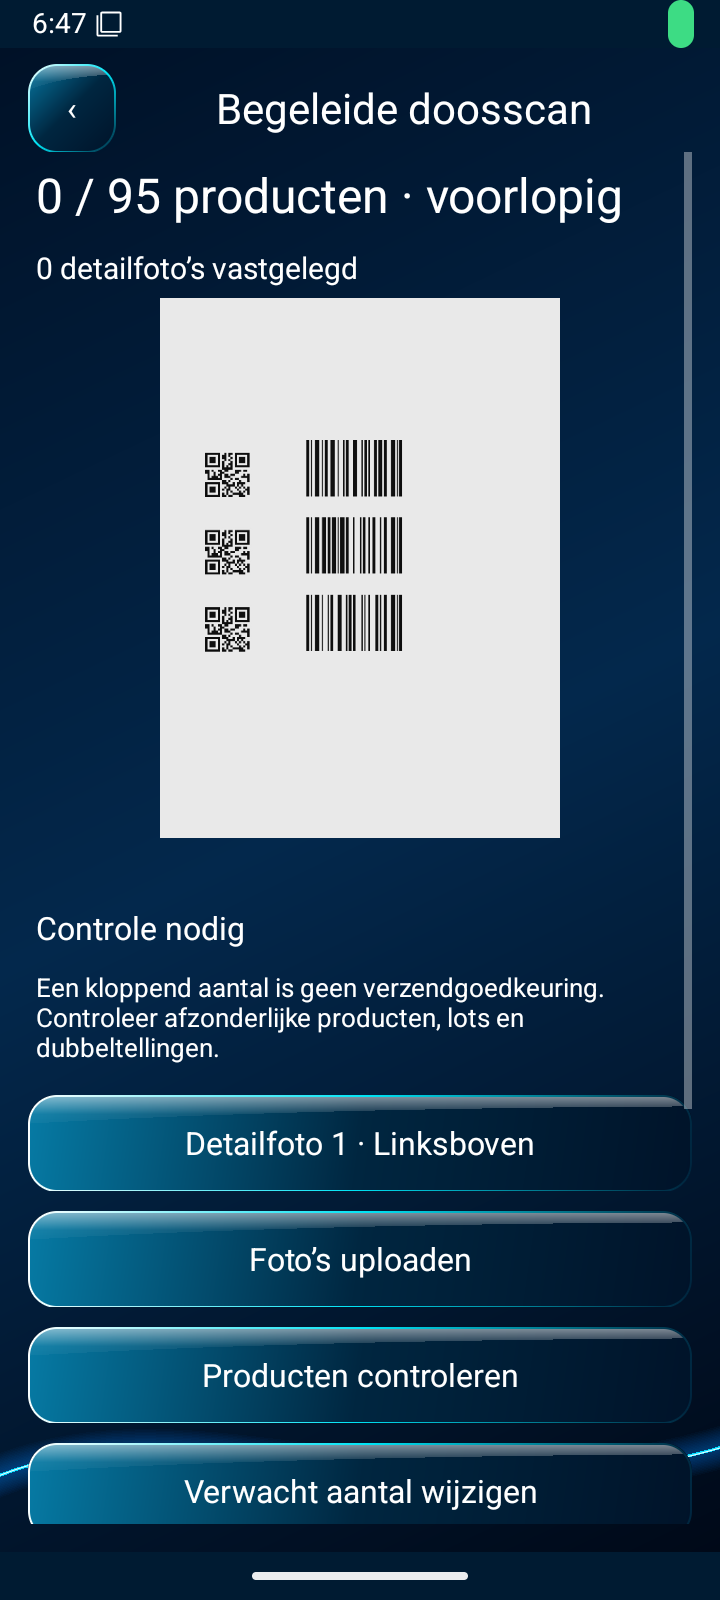 6:47
‹ Begeleide doosscan
0 / 95 producten · voorlopig
0 detailfoto’s vastgelegd
Controle nodig
Een kloppend aantal is geen verzendgoedkeuring.
Controleer afzonderlijke producten, lots en
dubbeltellingen.
Detailfoto 1 · Linksboven
Foto’s uploaden
Producten controleren
Verwacht aantal wijzigen